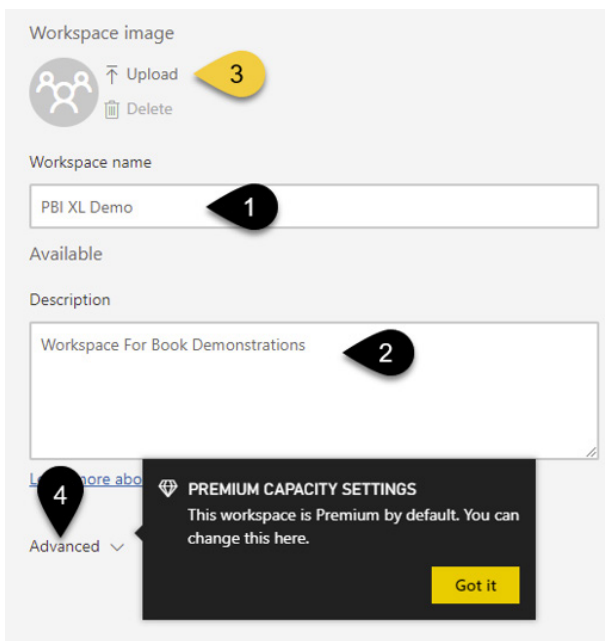 Workspace image
Upload
3
Delete
Workspace name
PBI XL Demo
1
Available
Description
Workspace For Book Demonstrations
2
more abo
4
PREMIUM CAPACITY SETTINGS
This workspace is Premium by default. You can
change this here.
Advanced
Got it